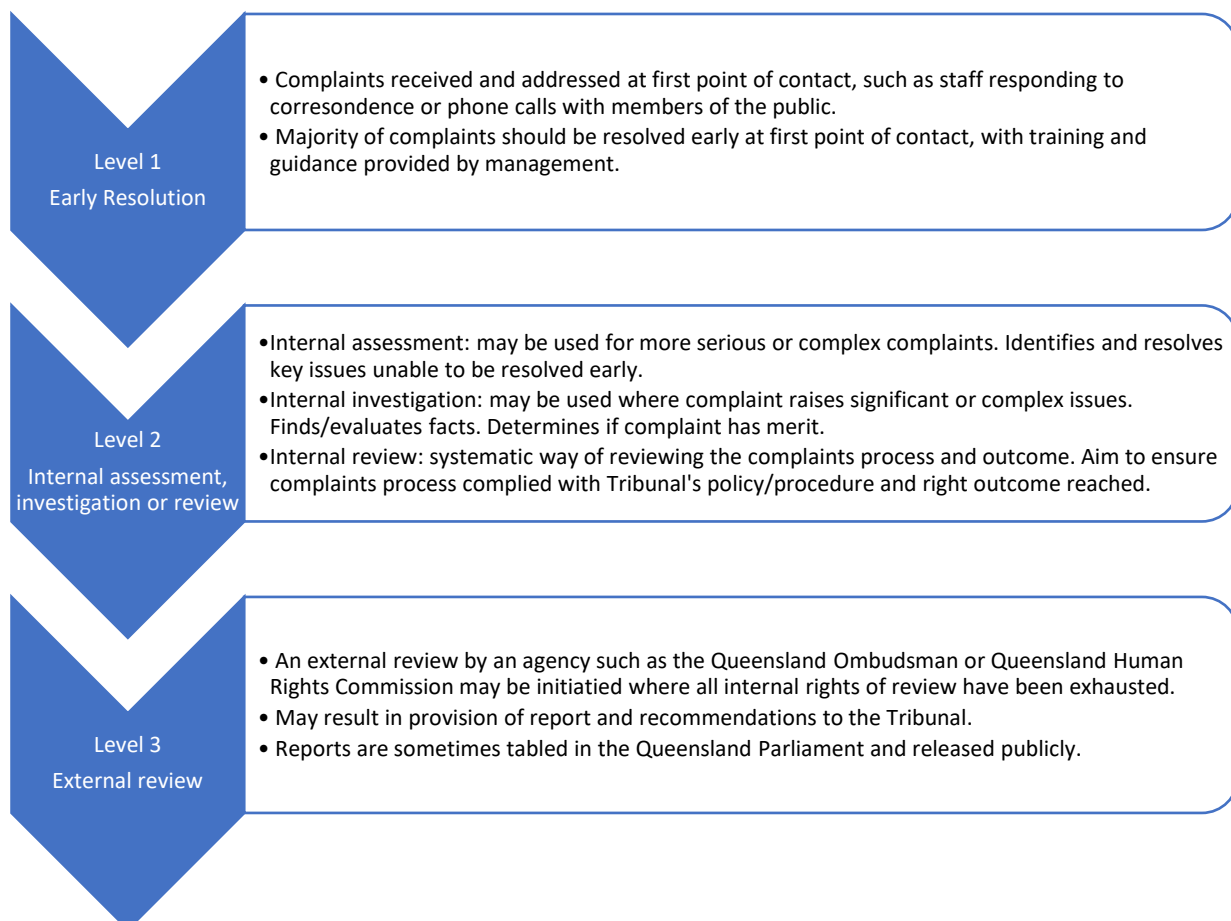 Level 1
Early Resolution
• Complaints received and addressed at first point of contact, such as staff responding to
corresondence or phone calls with members of the public.
• Majority of complaints should be resolved early at first point of contact, with training and
guidance provided by management.
Level 2
Internal assessment,
investigation or review
•Internal assessment: may be used for more serious or complex complaints. Identifies and resolves
key issues unable to be resolved early.
•Internal investigation: may be used where complaint raises significant or complex issues.
Finds/evaluates facts. Determines if complaint has merit.
•Internal review: systematic way of reviewing the complaints process and outcome. Aim to ensure
complaints process complied with Tribunal's policy/procedure and right outcome reached.
Level 3
External review
• An external review by an agency such as the Queensland Ombudsman or Queensland Human
Rights Commission may be initiatied where all internal rights of review have been exhausted.
• May result in provision of report and recommendations to the Tribunal.
• Reports are sometimes tabled in the Queensland Parliament and released publicly.